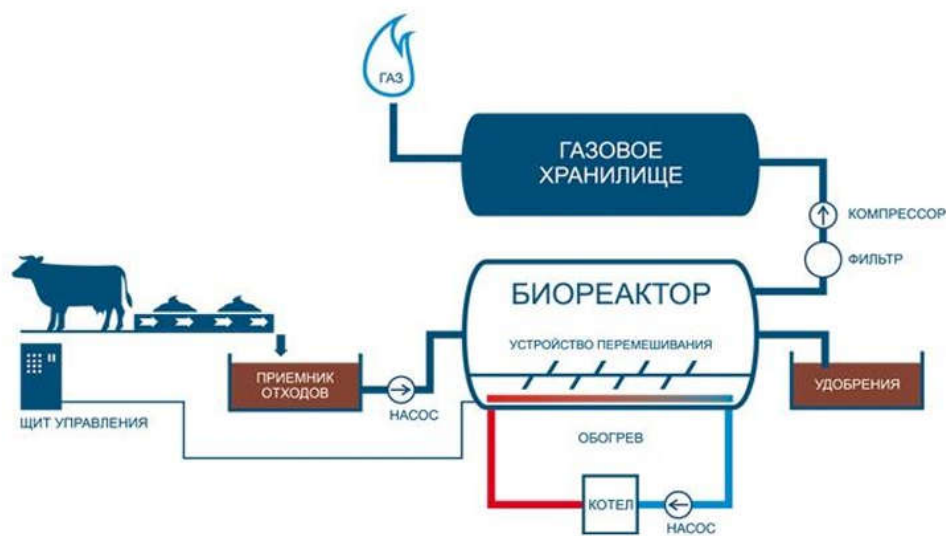 ГАЗ
ГАЗОВОЕ
ХРАНИЛИЩЕ
КОМПРЕССОР
ФИЛЬТР
БИОРЕАКТОР
УСТРОЙСТВО ПЕРЕМЕШИВАНИЯ
ПРИЕМНИК
ОТХОДОВ
УДОБРЕНИЯ
НАСОС
ЩИТ УПРАВЛЕНИЯ
ОБОГРЕВ
КОТЕЛ
НАСОС